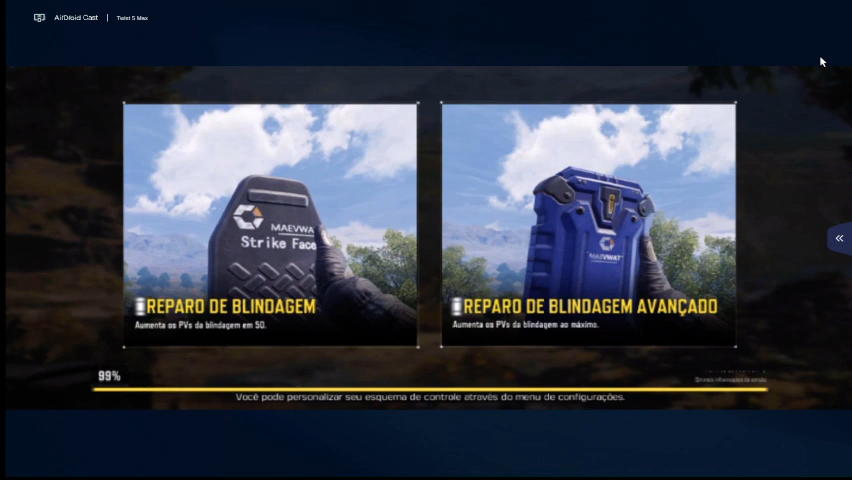 AirDroid Cast | Twist 5 Max
MAEVWAT
Strike Face
MAEVWAT
REPARO DE BLINDAGEM
Aumenta os PVs da blindagem em 50.
REPARO DE BLINDAGEM AVANÇADO
Aumenta os PVs da blindagem ao máximo.
99%
Você pode personalizar seu esquema de controle através do menu de configurações.